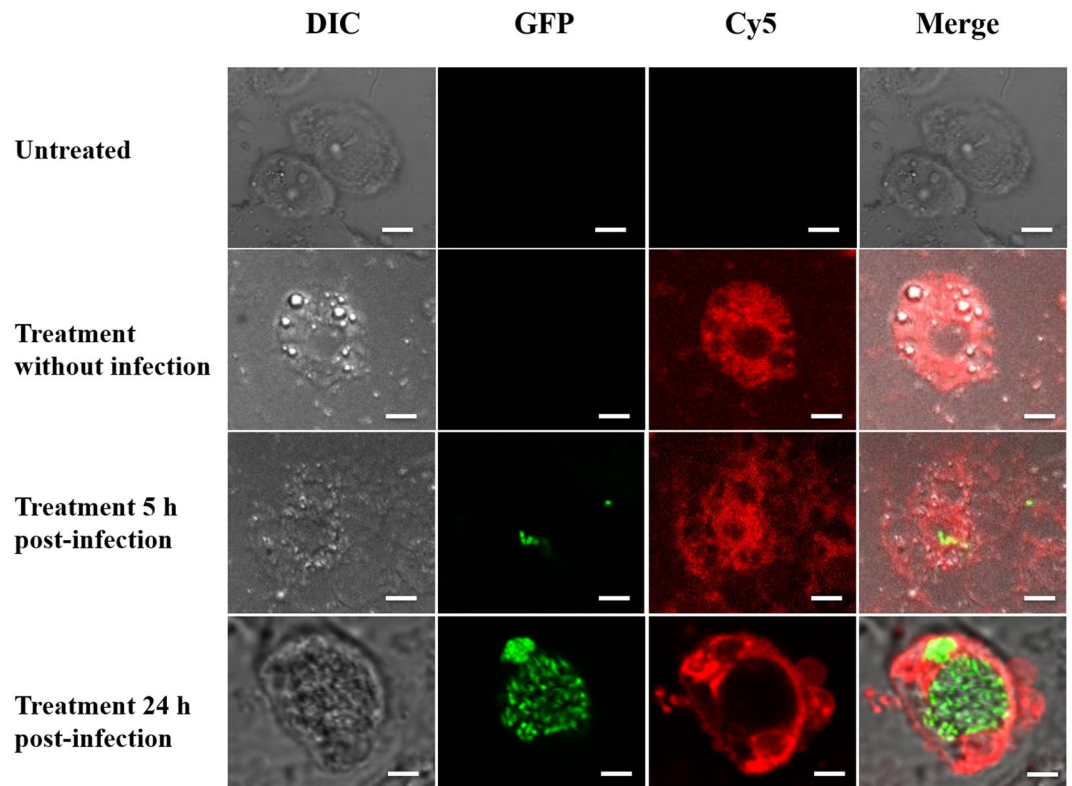 DIC GFP Cy5 Merge
Untreated
Treatment
without infection
Treatment 5 h
post-infection
Treatment 24 h
post-infection